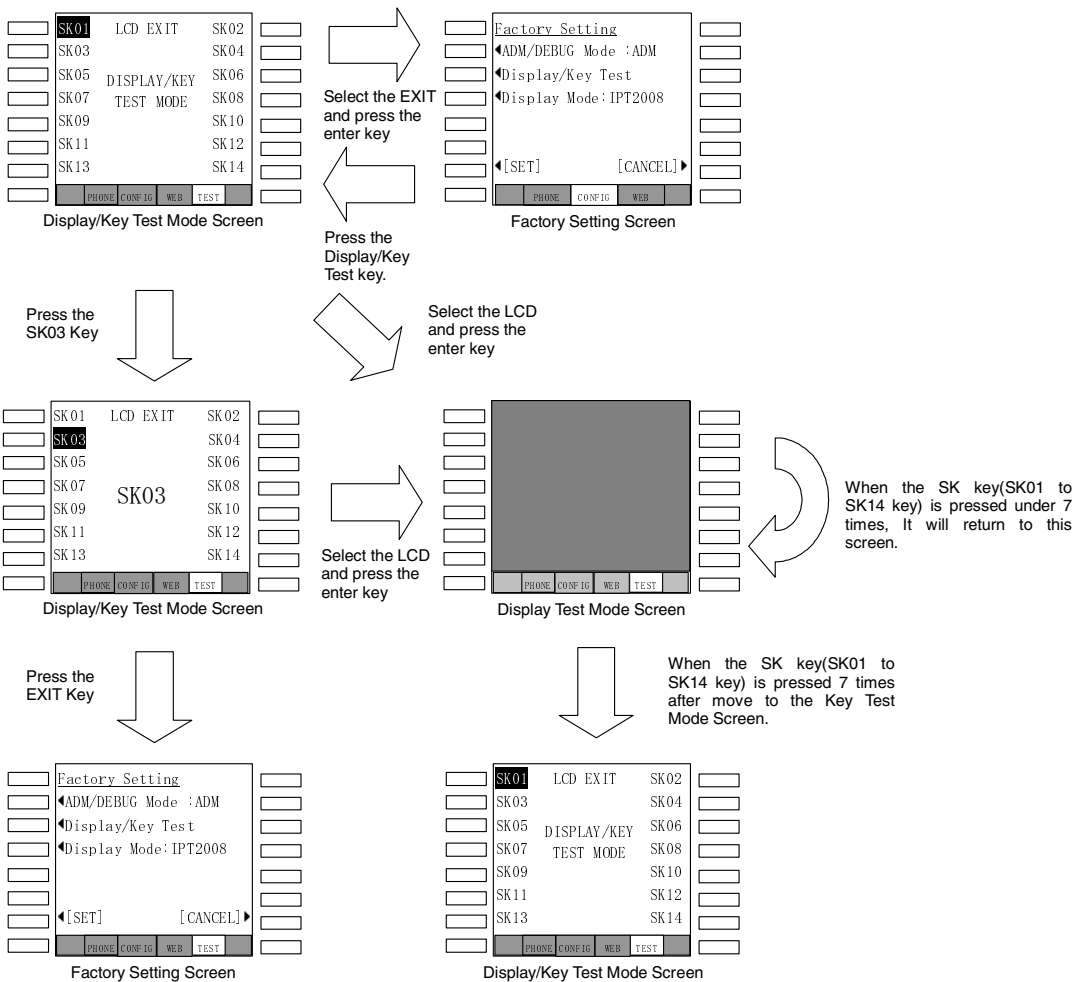 SK01 LCD EXIT SK02
SK03 SK04
SK05 DISPLAY/KEY SK06
SK07 TEST MODE SK08
SK09 SK10
SK11 SK12
SK13 SK14
PHONE CONFIG WEB TEST
Display/Key Test Mode Screen
Select the EXIT
and press the
enter key
Factory Setting
ADM/DEBUG Mode :ADM
Display/Key Test
Display Mode:IPT2008
[SET] [CANCEL]
PHONE CONFIG WEB
Factory Setting Screen
Press the
Display/Key
Test key.
Press the
SK03 Key
Select the LCD
and press the
enter key
SK01 LCD EXIT SK02
SK03 SK04
SK05 SK06
SK07 SK03 SK08
SK09 SK10
SK11 SK12
SK13 SK14
PHONE CONFIG WEB TEST
Display/Key Test Mode Screen
Select the LCD
and press the
enter key
PHONE CONFIG WEB TEST
Display Test Mode Screen
When the SK key(SK01 to
SK14 key) is pressed under 7
times, It will return to this
screen.
Press the
EXIT Key
When the SK key(SK01 to
SK14 key) is pressed 7 times
after move to the Key Test
Mode Screen.
Factory Setting
ADM/DEBUG Mode :ADM
Display/Key Test
Display Mode:IPT2008
[SET] [CANCEL]
PHONE CONFIG WEB TEST
Factory Setting Screen
SK01 LCD EXIT SK02
SK03 SK04
SK05 DISPLAY/KEY SK06
SK07 TEST MODE SK08
SK09 SK10
SK11 SK12
SK13 SK14
PHONE CONFIG WEB TEST
Display/Key Test Mode Screen